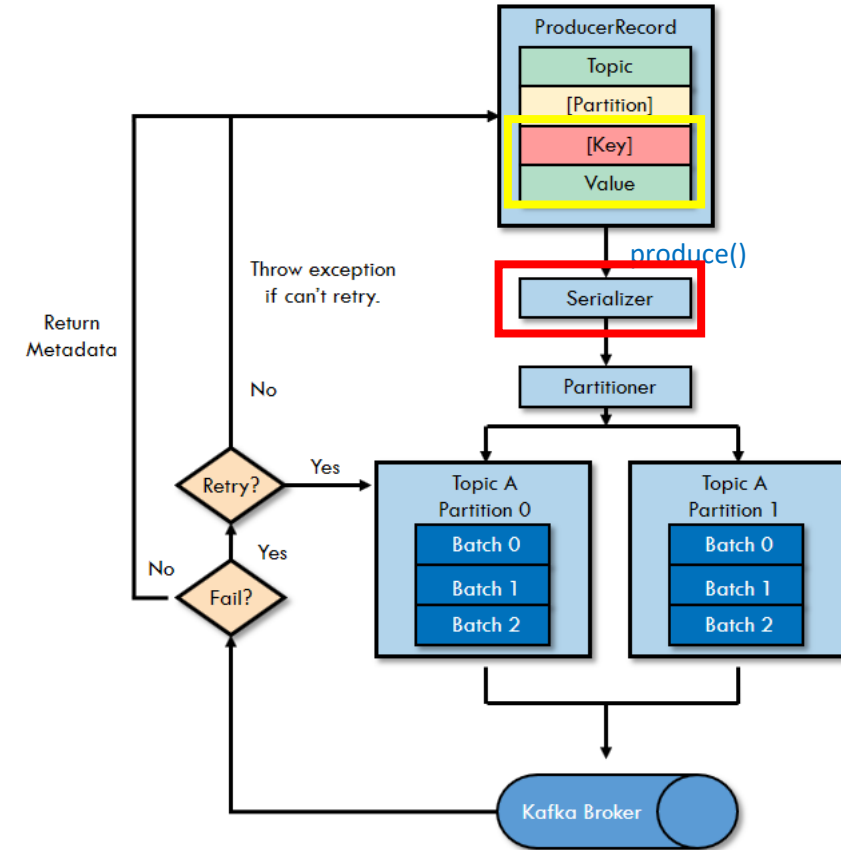 ProducerRecord
Topic
[Partition]
[Key]
Value
produce()
Throw exception
if can't retry.
Serializer
Return
Metadata
Partitioner
No
Yes
Retry?
Topic A
Partition 0
Batch 0
Batch 1
Batch 2
Topic A
Partition 1
Batch 0
Batch 1
Batch 2
Yes
No
Fail?
Kafka Broker